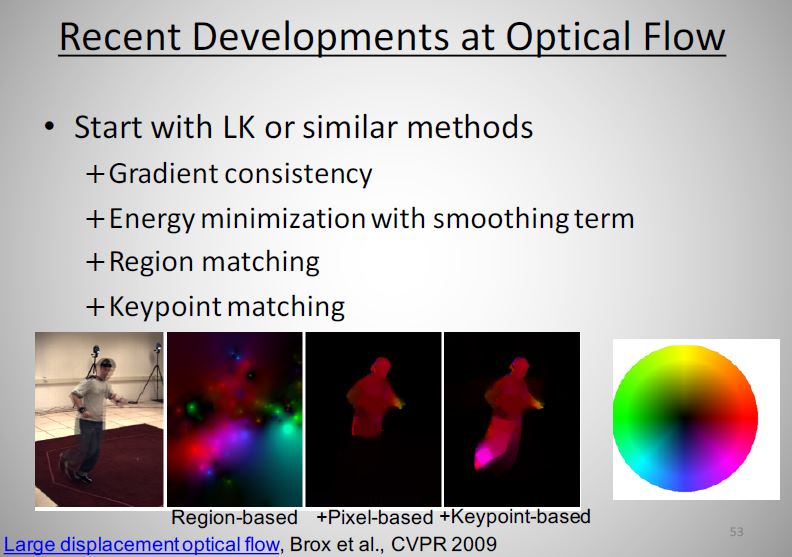 Recent Developments at Optical Flow
• Start with LK or similar methods
+Gradient consistency
+Energy minimization with smoothing term
+Region matching
+Keypoint matching
Region-based +Pixel-based +Keypoint-based
53
Large displacement optical flow, Brox et al., CVPR 2009